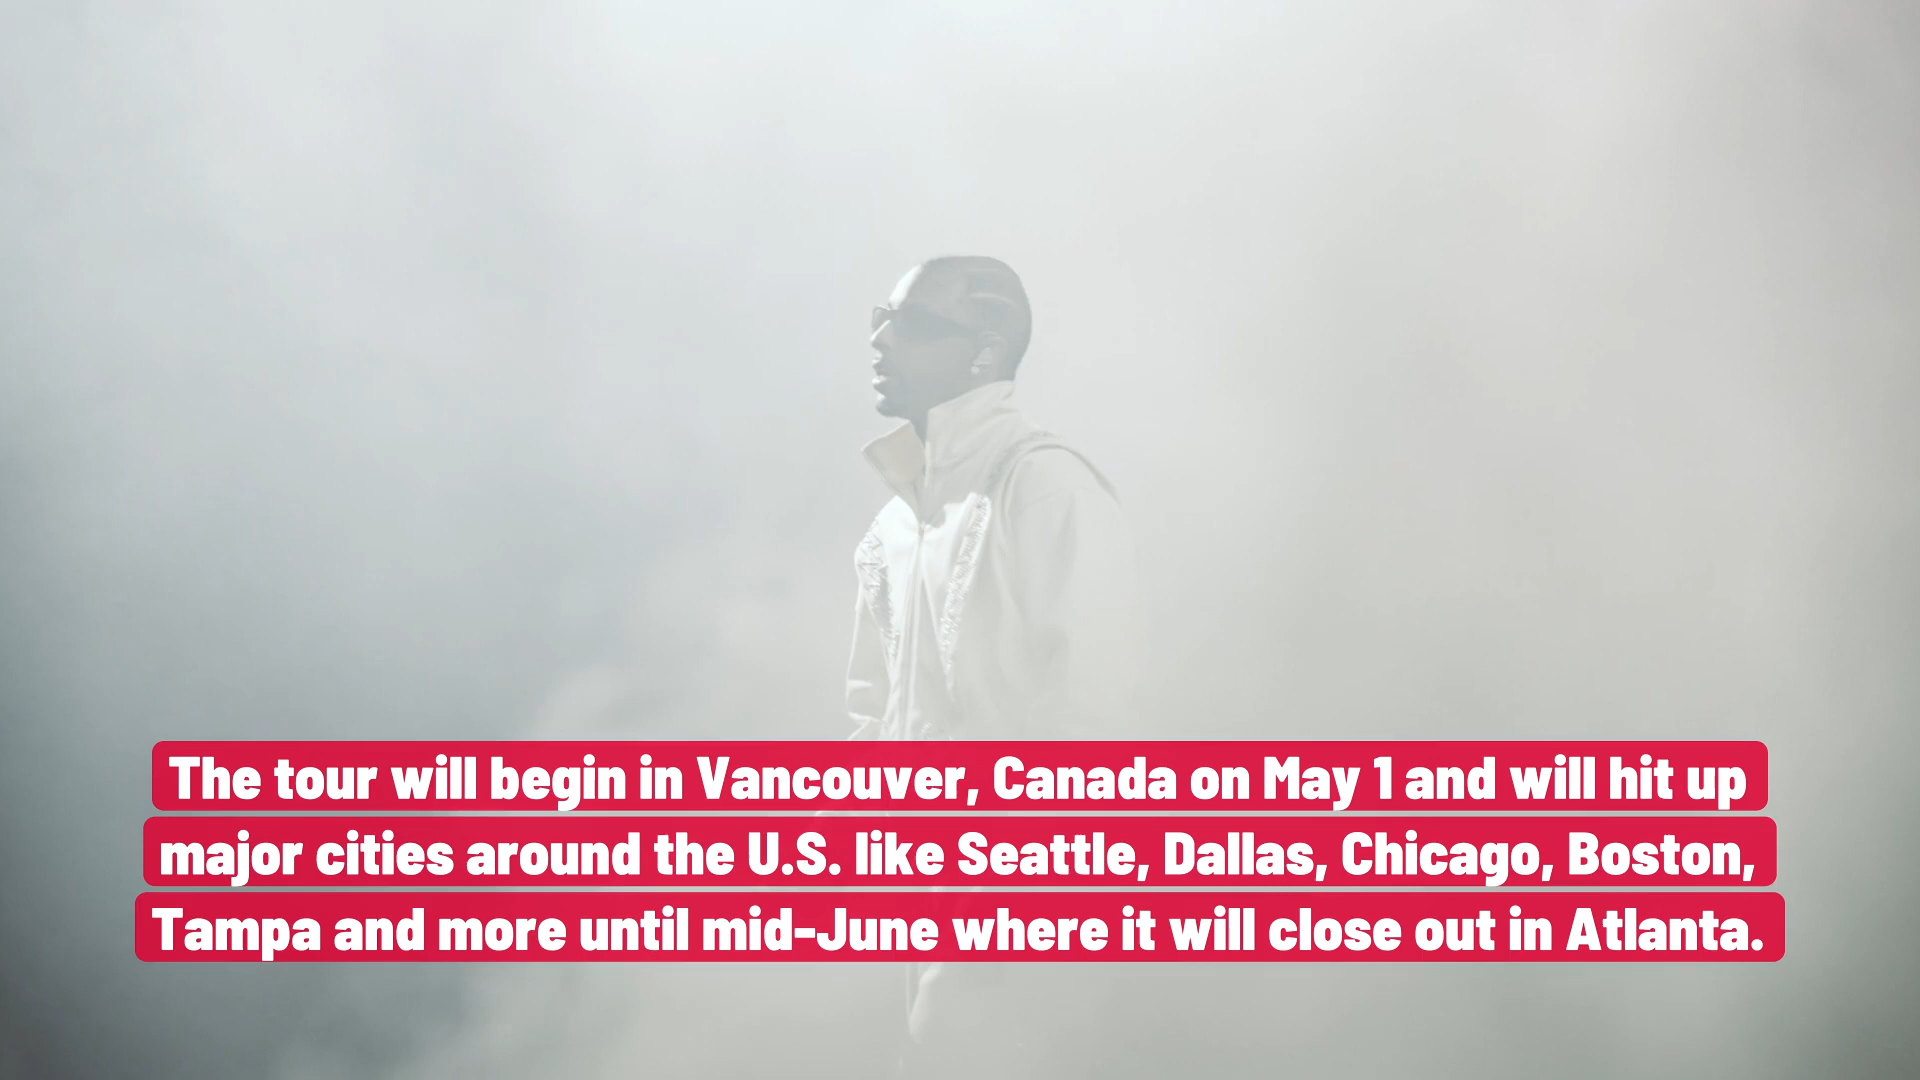 The tour will begin in Vancouver, Canada on May 1 and will hit up
major cities around the U.S. like Seattle, Dallas, Chicago, Boston,
Tampa and more until mid-June where it will close out in Atlanta.